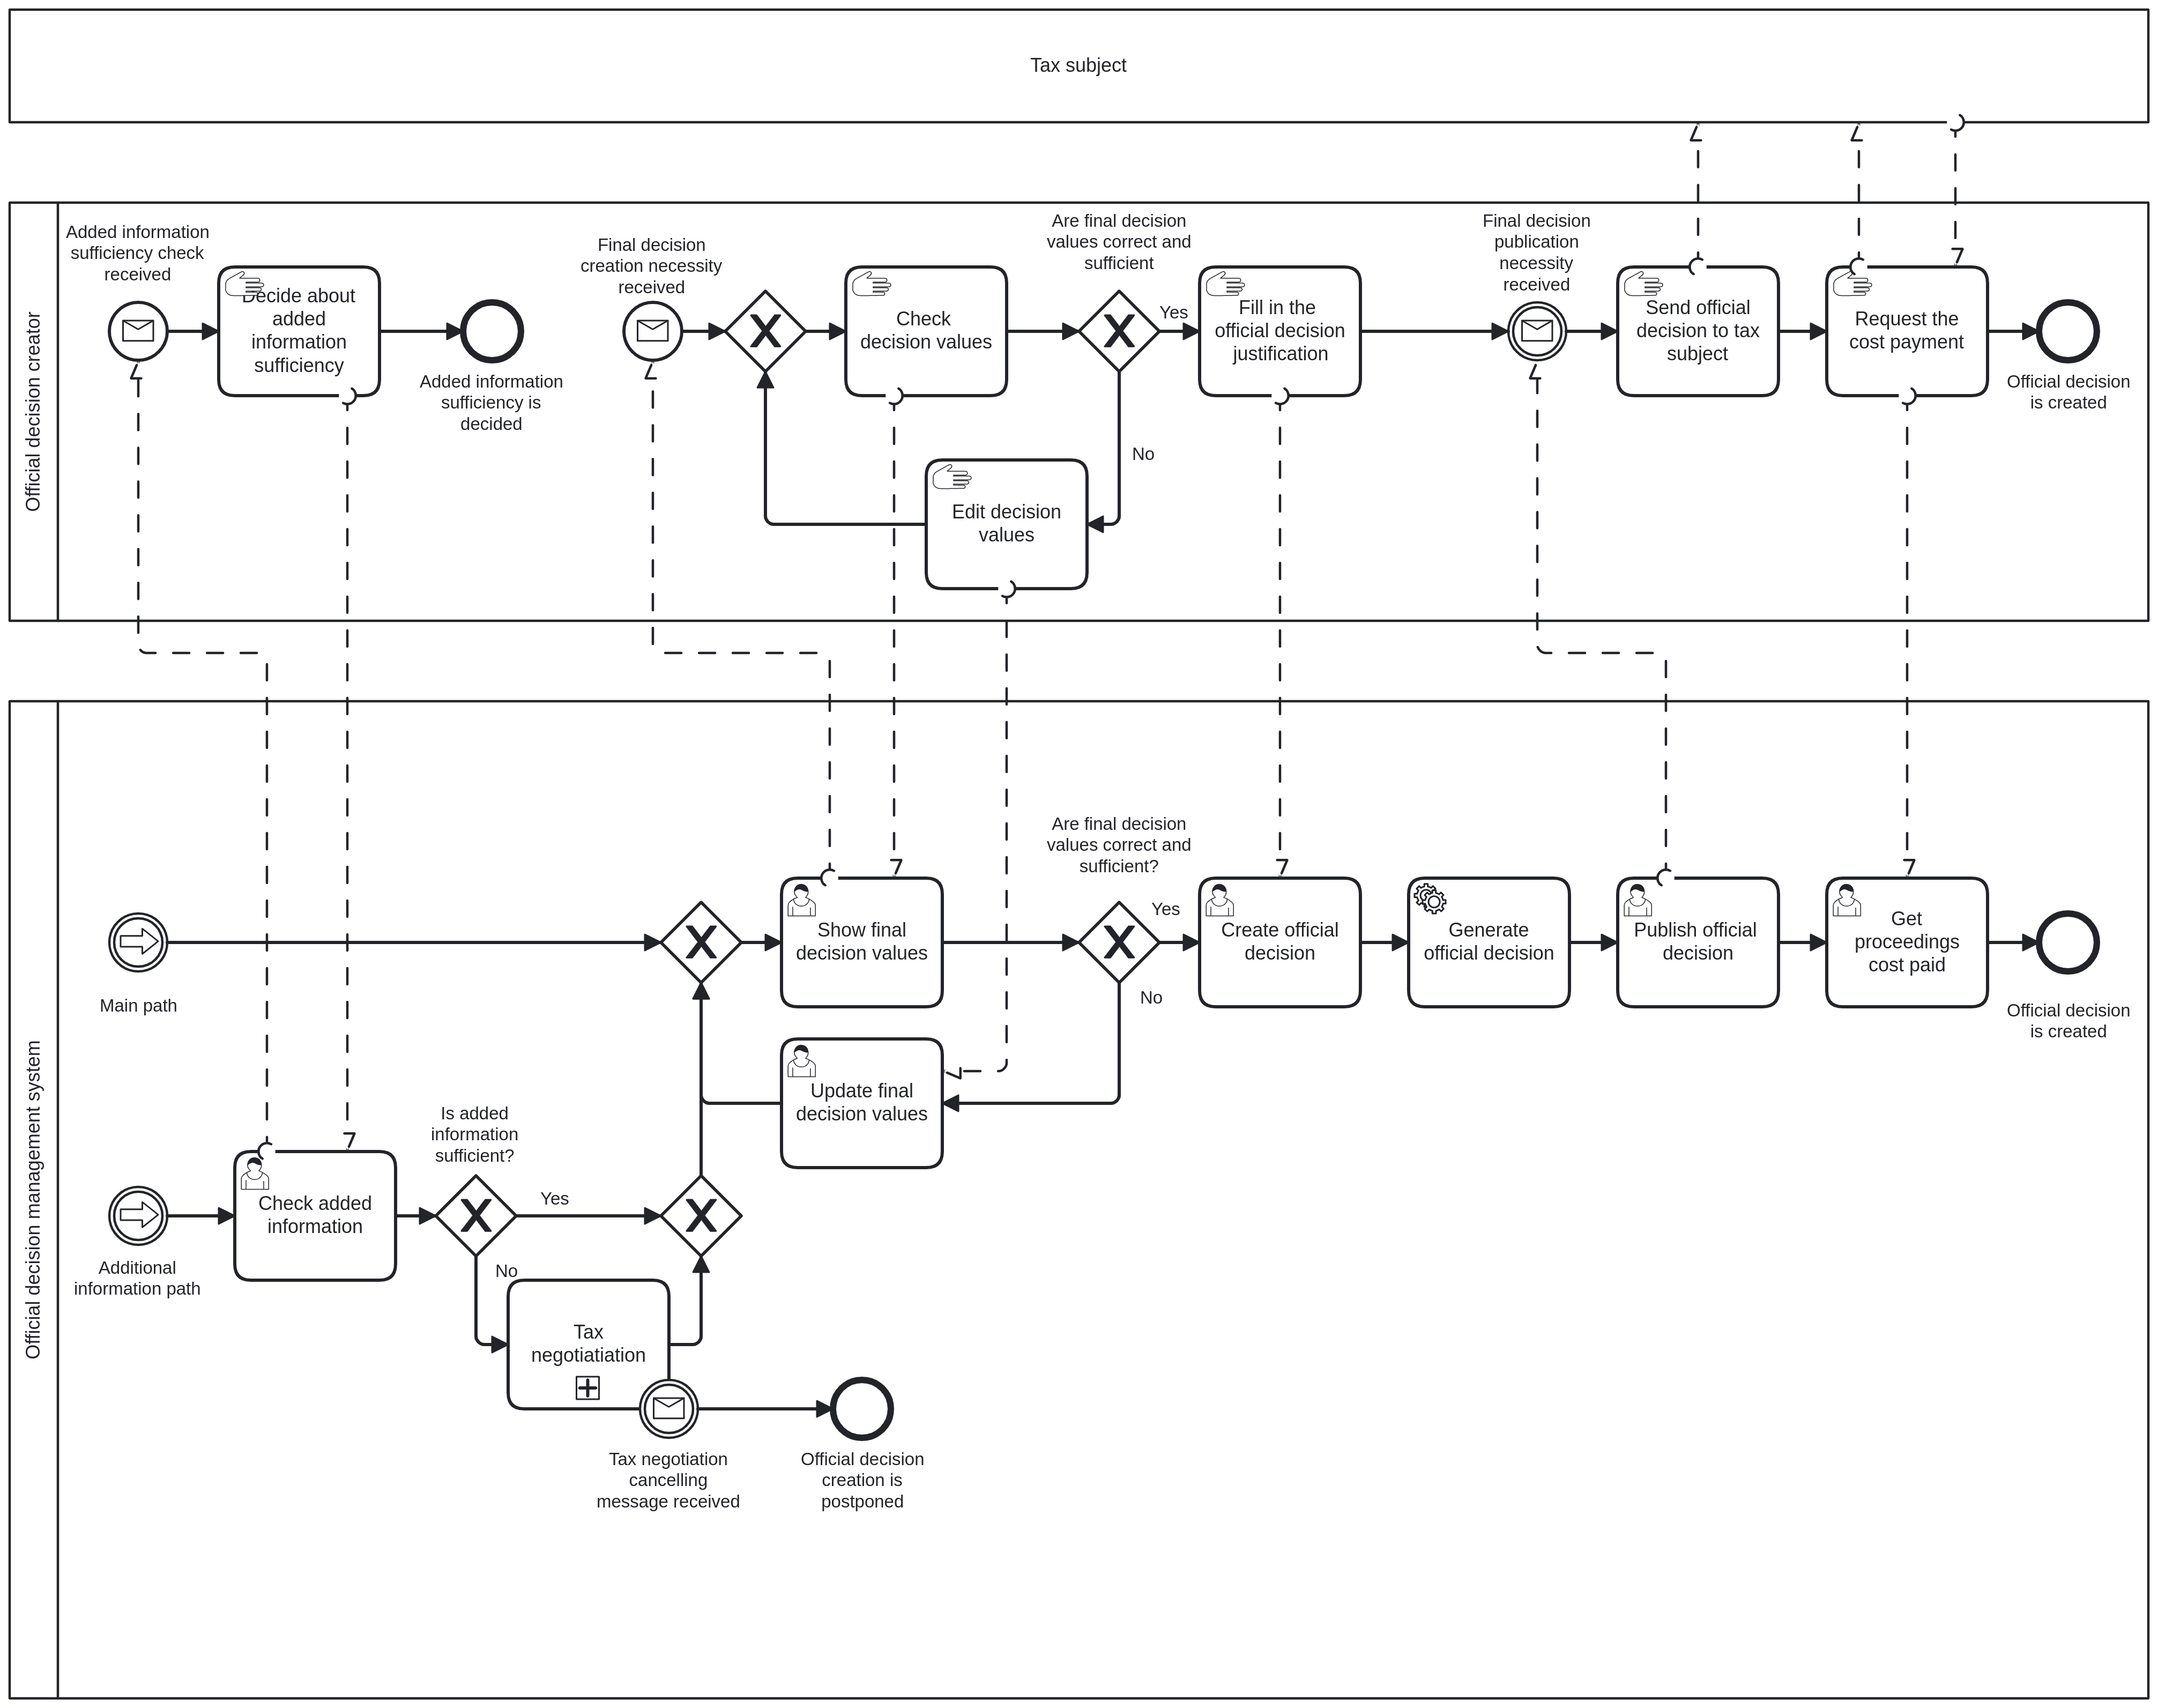 Tax subject
Official decision creator
Added information
sufficiency check
received
Decide about
added
information
sufficiency
Added information
sufficiency is
decided
Final decision
creation necessity
received
Check
decision values
Are final decision
values correct and
sufficient
Yes
No
Edit decision
values
Fill in the
official decision
justification
Final decision
publication
necessity
received
Send official
decision to tax
subject
Request the
cost payment
Official decision
is created
Official decision management system
Main path
Show final
decision values
Are final decision
values correct and
sufficient?
Yes
No
Create official
decision
Generate
official decision
Publish official
decision
Get
proceedings
cost paid
Official decision
is created
Update final
decision values
Additional
information path
Check added
information
Is added
information
sufficient?
Yes
No
Tax
negotiatiation
Tax negotiation
cancelling
message received
Official decision
creation is
postponed